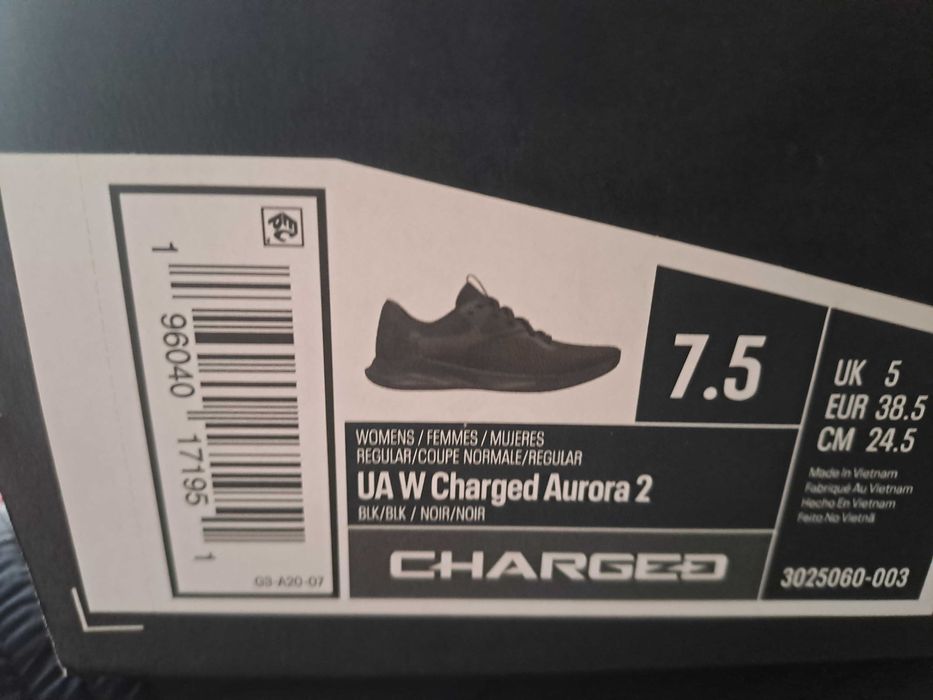 1 96040 17195 1
GS-A20-07
7.5
UK 5
EUR 38.5
CM 24.5
Made In Vietnam
Fabriqué Au Vietnam
Hecho En Vietnam
Feito No Vietnã
3025060-003
WOMENS / FEMMES / MUJERES
REGULAR/COUPE NORMALE/REGULAR
UA W Charged Aurora 2
BLK/BLK / NOIR/NOIR
CHARGED